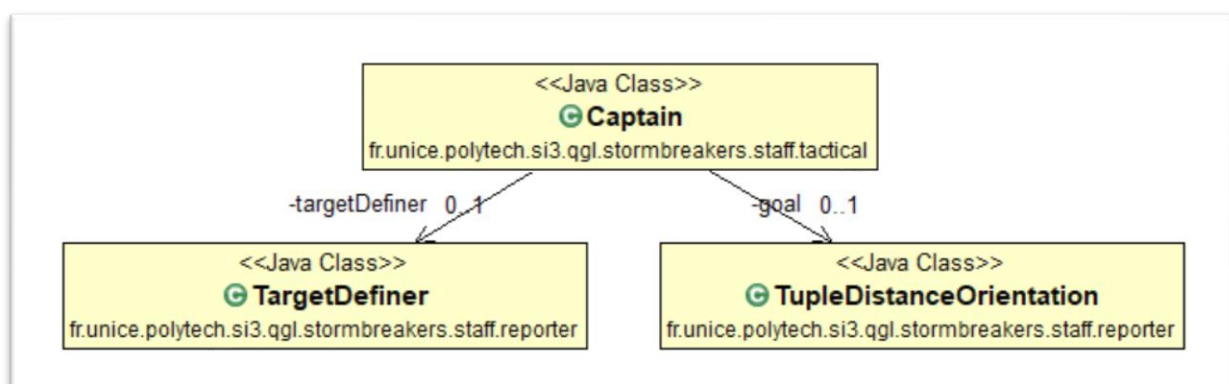 <<Java Class>>
Captain
fr.unice.polytech.si3.qgl.stormbreakers.staff.tactical
-targetDefiner 0..1
-goal 0..1
<<Java Class>>
TargetDefiner
fr.unice.polytech.si3.qgl.stormbreakers.staff.reporter
<<Java Class>>
TupleDistanceOrientation
fr.unice.polytech.si3.qgl.stormbreakers.staff.reporter